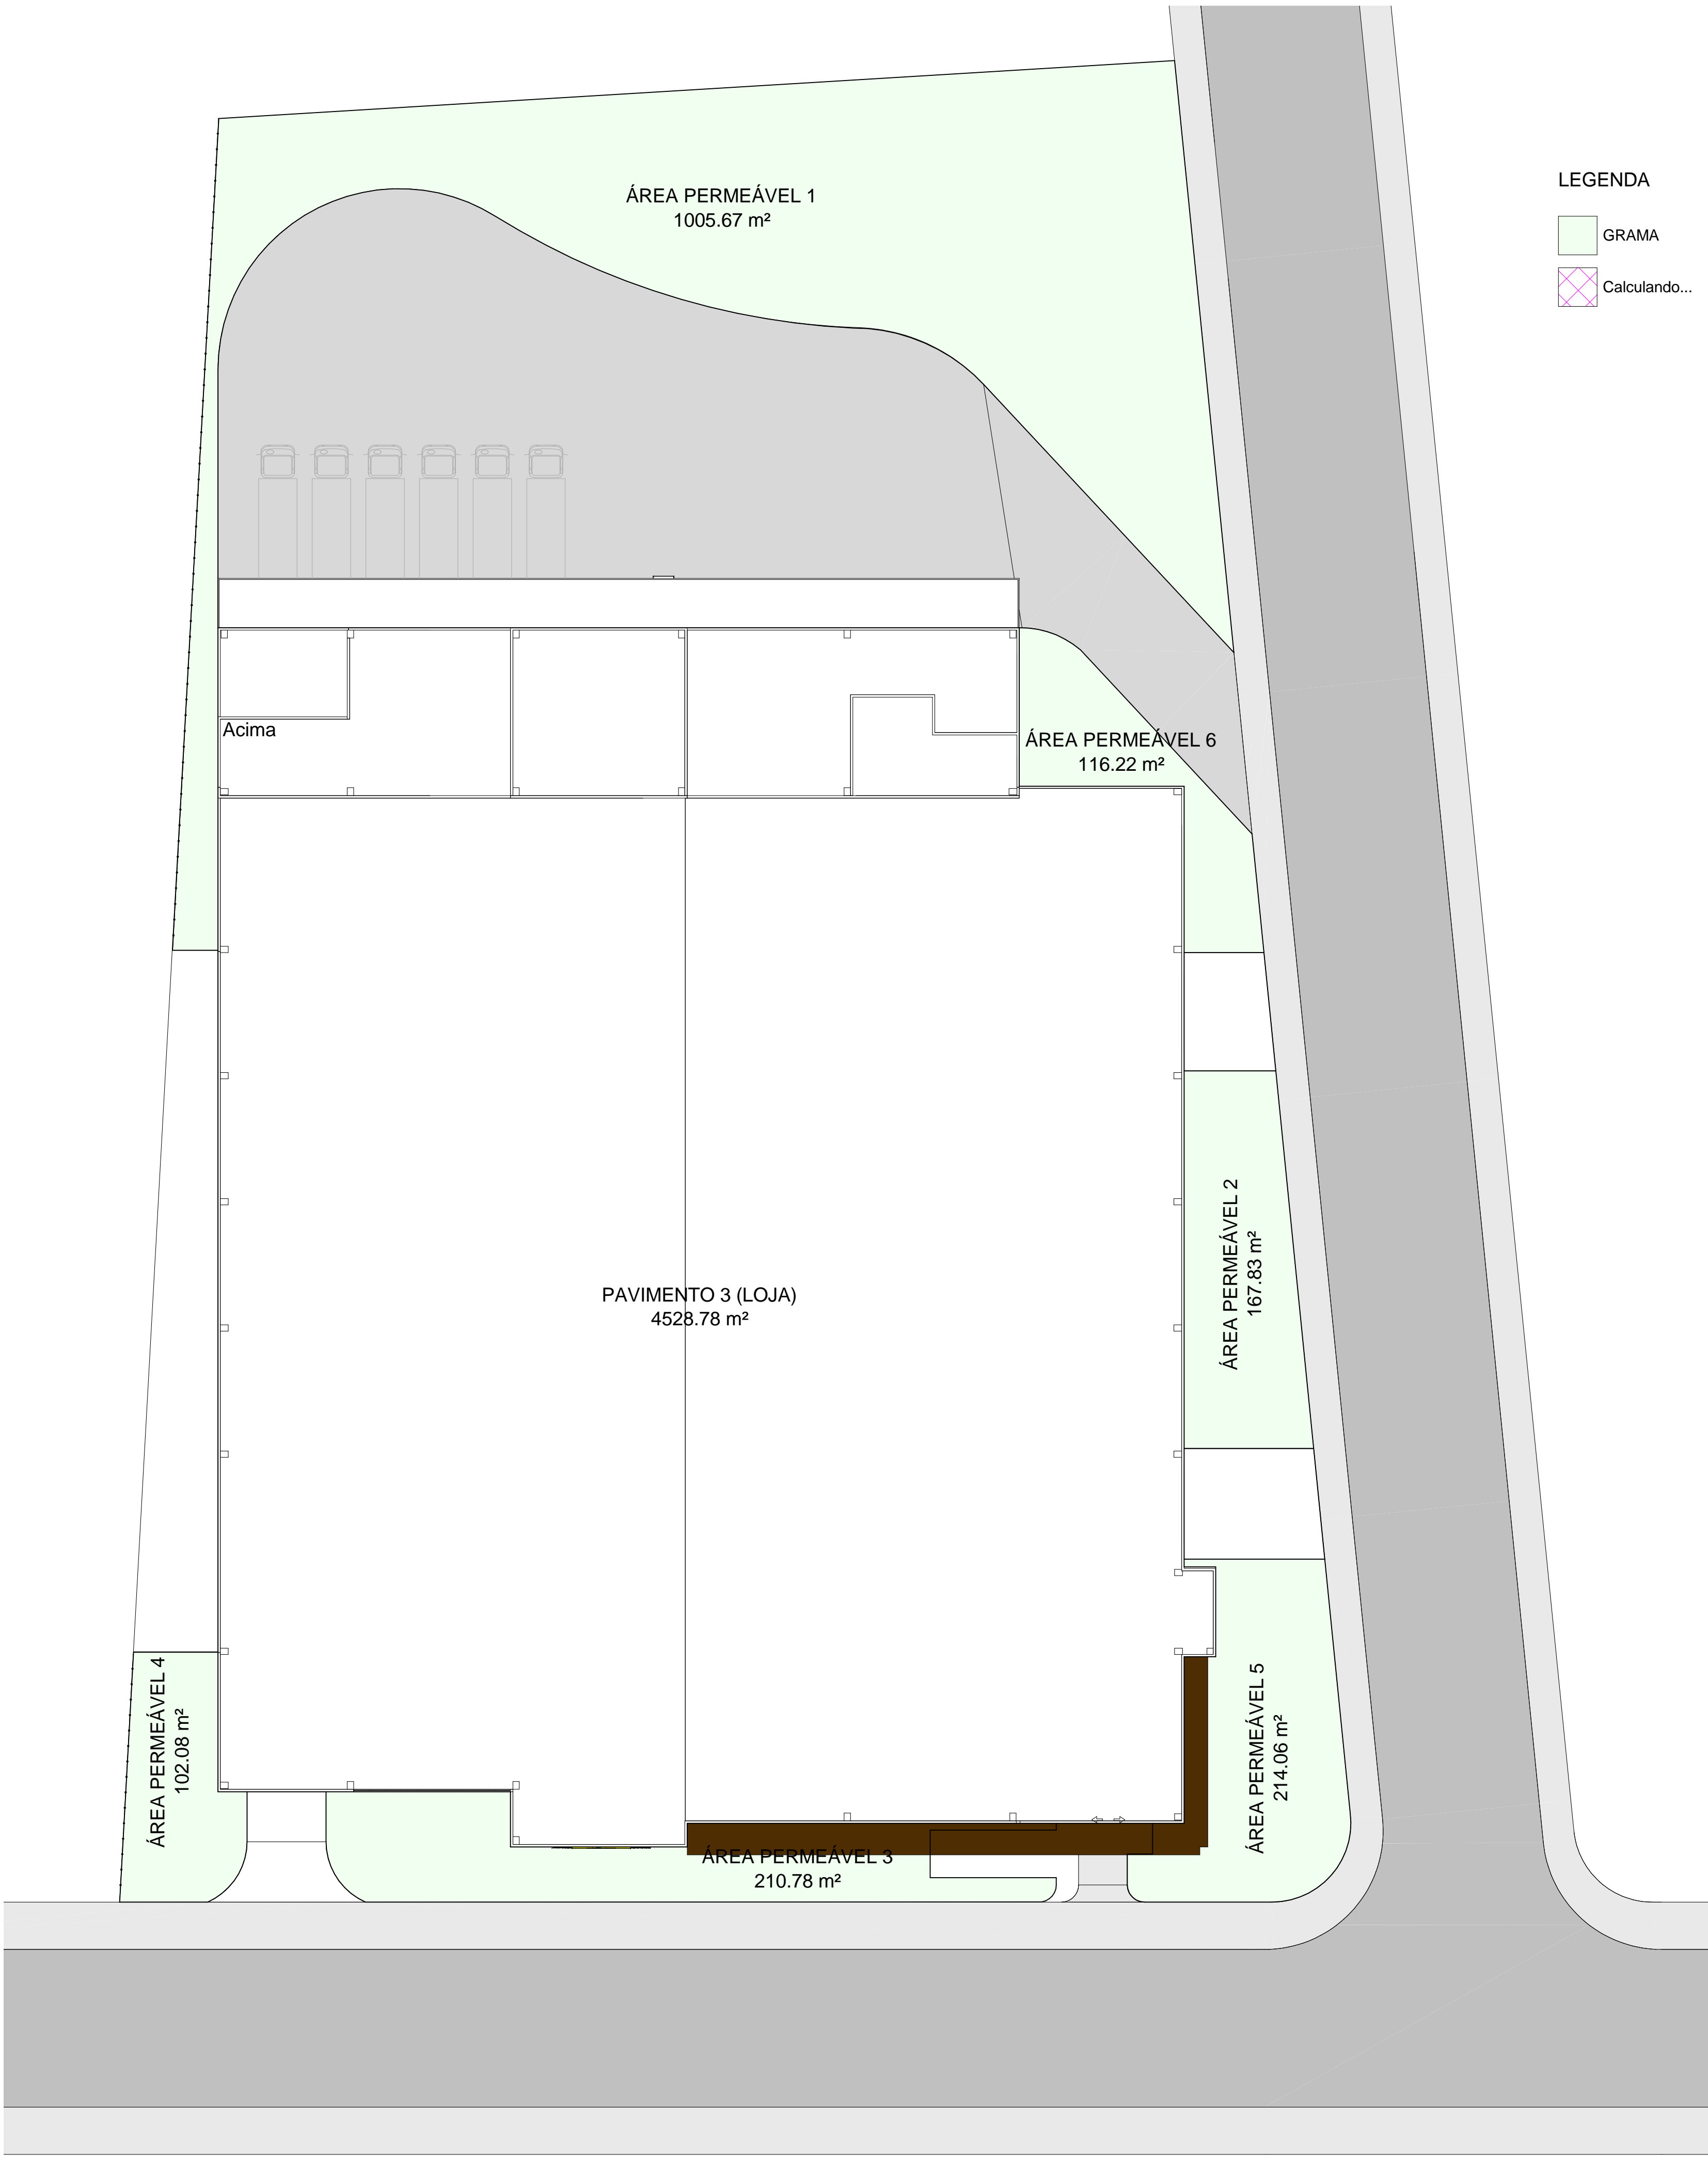 ÁREA PERMEÁVEL 1
1005.67 m²
LEGENDA
GRAMA
Calculando...
Acima
ÁREA PERMEÁVEL 6
116.22 m²
ÁREA PERMEÁVEL 2
167.83 m²
PAVIMENTO 3 (LOJA)
4528.78 m²
ÁREA PERMEÁVEL 4
102.08 m²
ÁREA PERMEÁVEL 5
214.06 m²
ÁREA PERMEÁVEL 3
210.78 m²